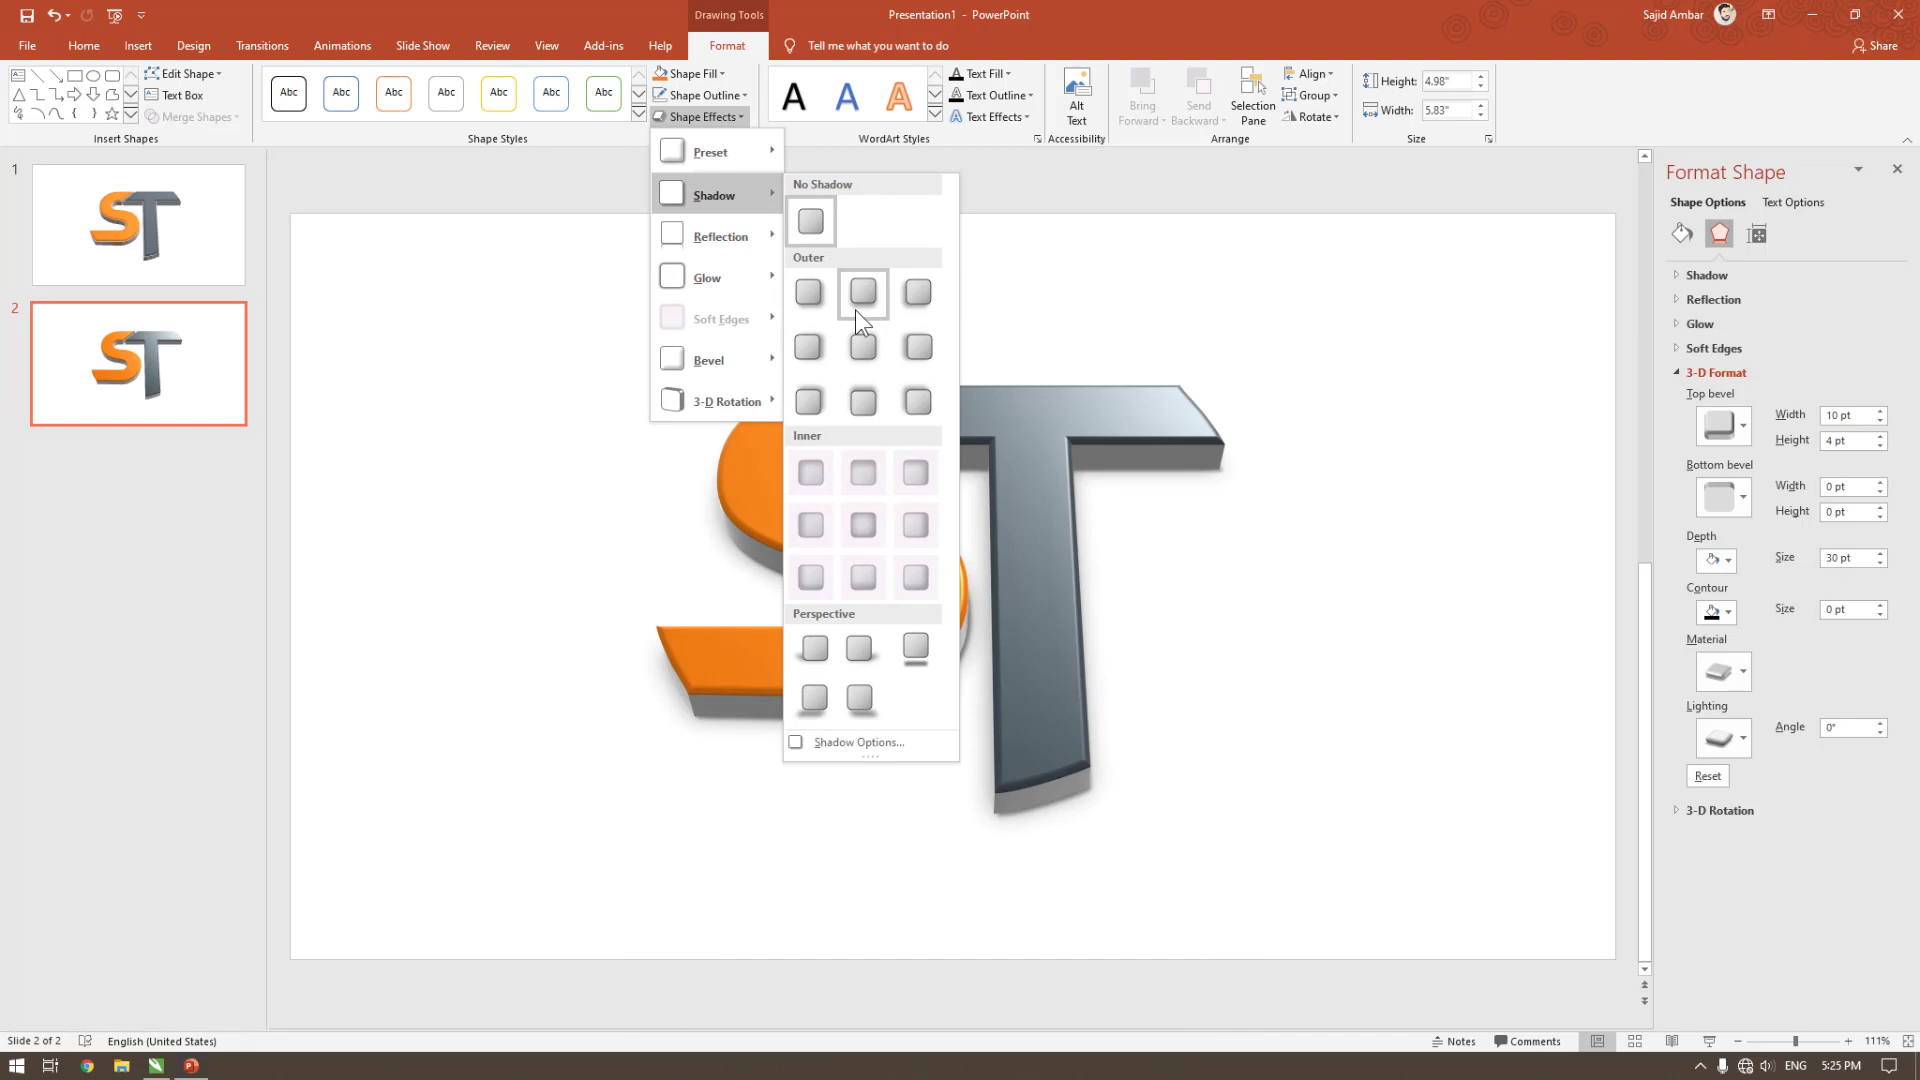 Drawing Tools
Presentation1 - PowerPoint
Sajid Ambar
File
Home
Insert
Design
Transitions
Animations
Slide Show
Review
View
Add-ins
Help
Format
Tell me what you want to do
Share
Edit Shape
Text Box
Merge Shapes
Insert Shapes
Abc
Abc
Abc
Abc
Abc
Abc
Abc
Shape Styles
Shape Fill
Shape Outline
Shape Effects
A
A
A
Text Fill
Text Outline
Text Effects
WordArt Styles
Alt Text
Accessibility
Bring Forward
Send Backward
Selection Pane
Align
Group
Rotate
Arrange
Height: 4.98"
Width: 5.83"
Size
Preset
Shadow
Reflection
Glow
Soft Edges
Bevel
3-D Rotation
No Shadow
Outer
Inner
Perspective
Shadow Options...
1
ST
2
ST
ST
Format Shape
Shape Options
Text Options
Shadow
Reflection
Glow
Soft Edges
3-D Format
Top bevel
Width 10 pt
Height 4 pt
Bottom bevel
Width 0 pt
Height 0 pt
Depth
Size 30 pt
Contour
Size 0 pt
Material
Lighting
Angle 0°
Reset
3-D Rotation
Slide 2 of 2
English (United States)
Notes
Comments
111%
ENG
5:25 PM